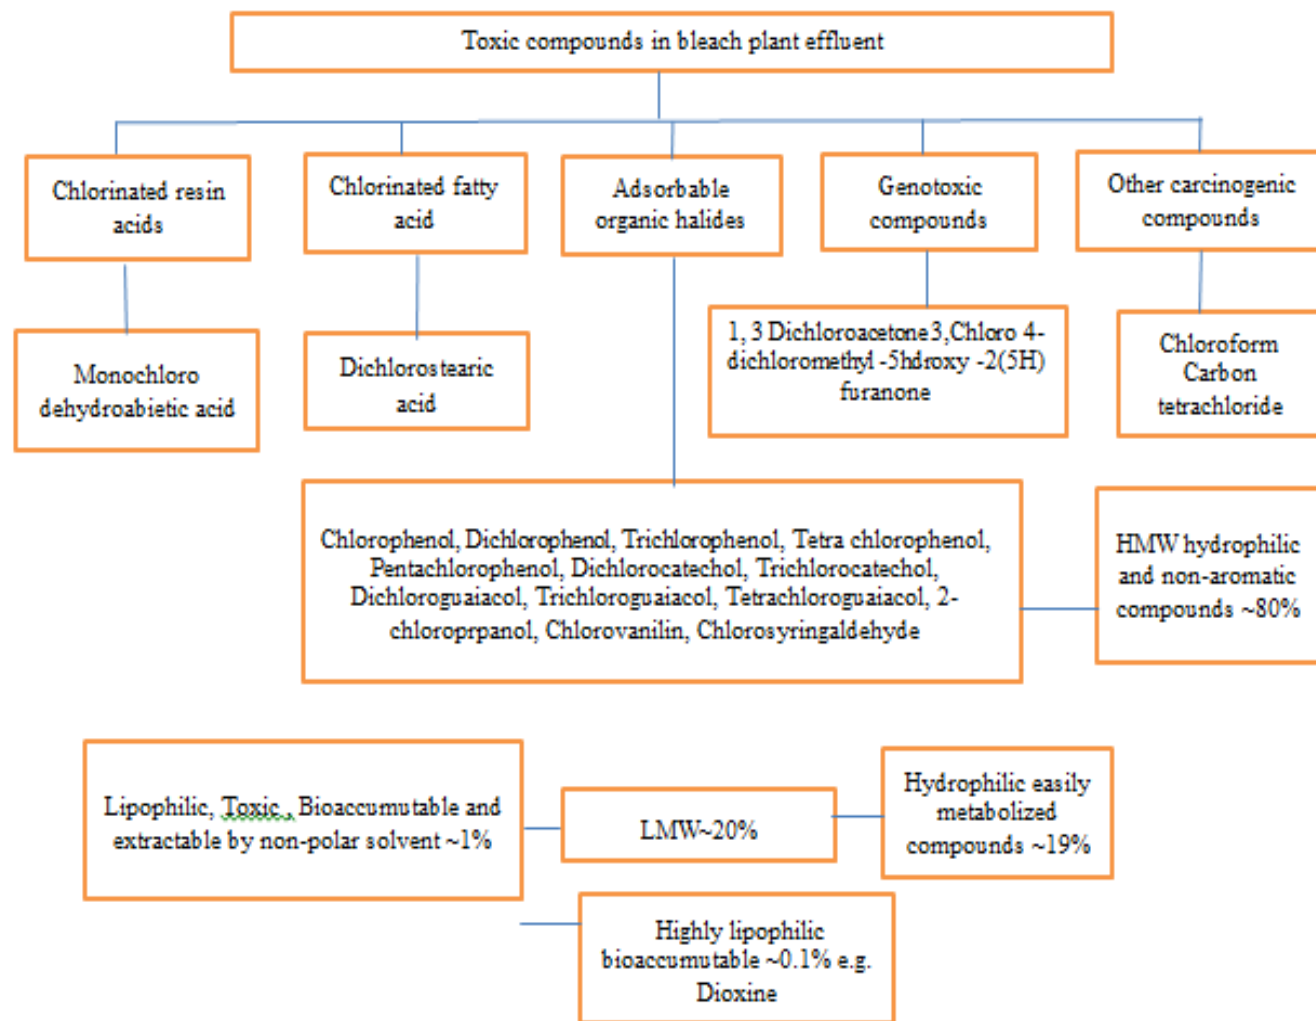 Toxic compounds in bleach plant effluent
Chlorinated resin
acids
Chlorinated fatty
acid
Adsorbable
organic halides
Genotoxic
compounds
Other carcinogenic
compounds
Monochloro
dehydroabietic acid
Dichlorostearic
acid
1, 3 Dichloroacetone3,Chloro 4-
dichloromethyl -5hdroxy -2(5H)
furanone
Chloroform
Carbon
tetrachloride
Chlorophenol, Dichlorophenol, Trichlorophenol, Tetra chlorophenol,
Pentachlorophenol, Dichlorocatechol, Trichlorocatechol,
Dichloroguaiacol, Trichloroguaiacol, Tetrachloroguaiacol, 2-
chloroprpanol, Chlorovanilin, Chlorosyringaldehyde
HMW hydrophilic
and non-aromatic
compounds ~80%
Lipophilic, Toxic , Bioaccumutable and
extractable by non-polar solvent ~1%
LMW~20%
Hydrophilic easily
metabolized
compounds ~19%
Highly lipophilic
bioaccumutable ~0.1% e.g.
Dioxine